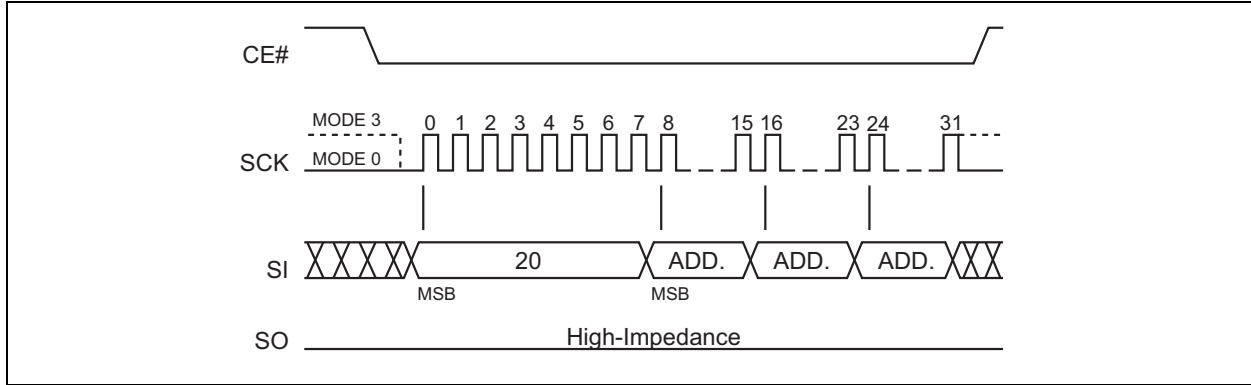 CE#
MODE 3
0 1 2 3 4 5 6 7 8 15 16 23 24 31
SCK MODE 0
SI 20 ADD. ADD. ADD.
MSB MSB
SO High-Impedance